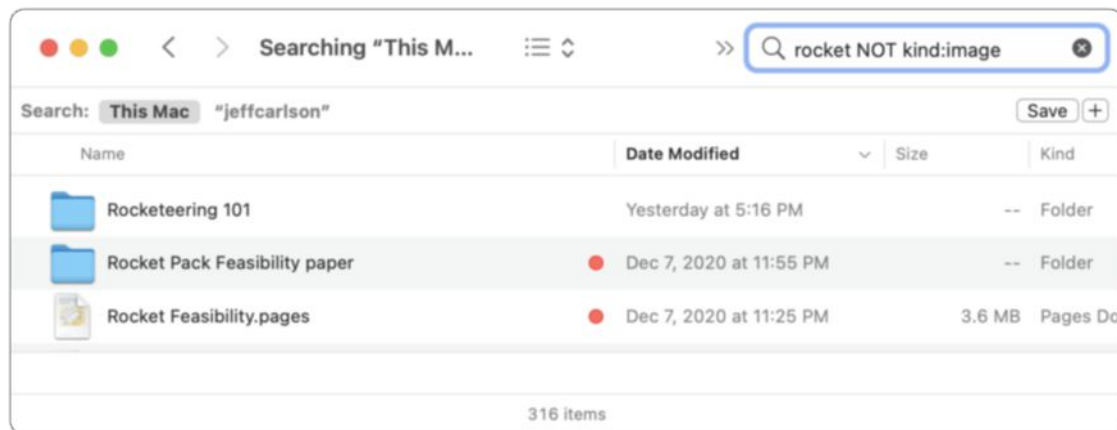 Searching “This M... rocket NOT kind:image
Search: This Mac “jeffcarlson” Save +
Name Date Modified Size Kind
Rocketeering 101 Yesterday at 5:16 PM -- Folder
Rocket Pack Feasibility paper Dec 7, 2020 at 11:55 PM -- Folder
Rocket Feasibility.pages Dec 7, 2020 at 11:25 PM 3.6 MB Pages Do
316 items